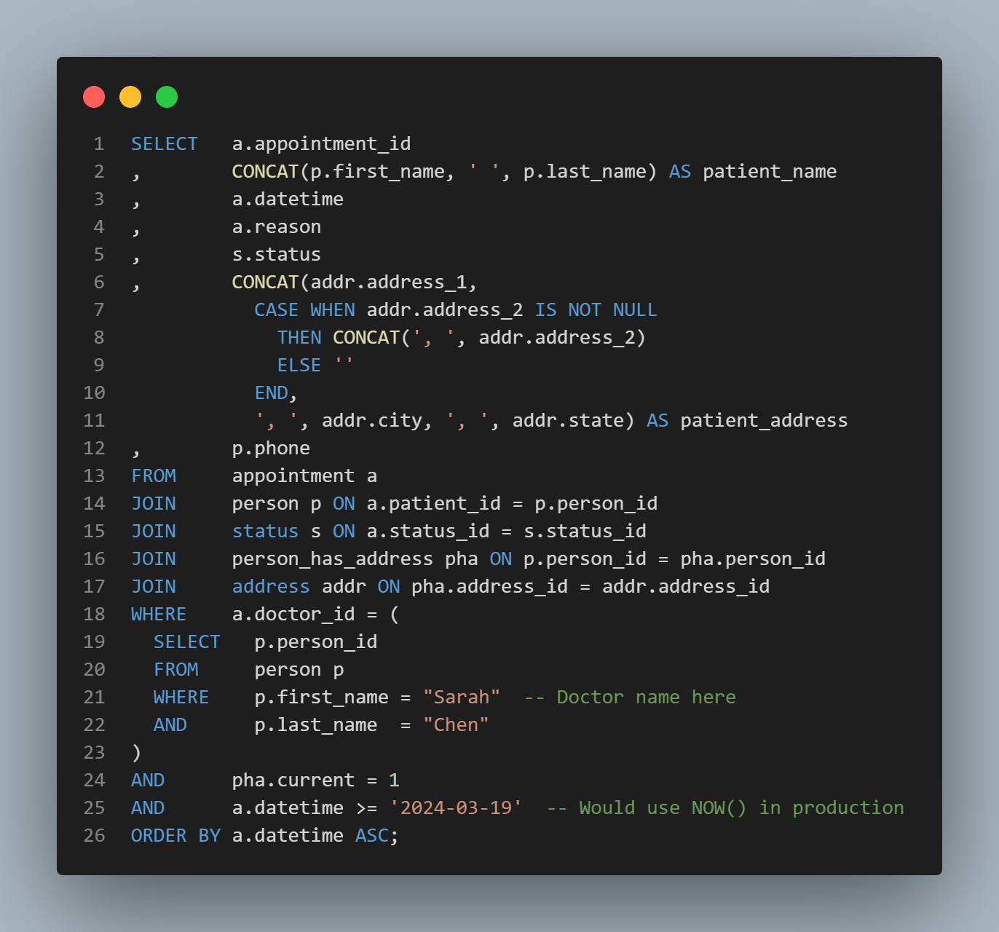 1 SELECT   a.appointment_id
2 ,        CONCAT(p.first_name, ' ', p.last_name) AS patient_name
3 ,        a.datetime
4 ,        a.reason
5 ,        s.status
6 ,        CONCAT(addr.address_1,
7            CASE WHEN addr.address_2 IS NOT NULL
8              THEN CONCAT(', ', addr.address_2)
9              ELSE ''
10           END,
11           ', ', addr.city, ', ', addr.state) AS patient_address
12 ,        p.phone
13 FROM     appointment a
14 JOIN     person p ON a.patient_id = p.person_id
15 JOIN     status s ON a.status_id = s.status_id
16 JOIN     person_has_address pha ON p.person_id = pha.person_id
17 JOIN     address addr ON pha.address_id = addr.address_id
18 WHERE    a.doctor_id = (
19   SELECT   p.person_id
20   FROM     person p
21   WHERE    p.first_name = "Sarah"  -- Doctor name here
22   AND      p.last_name  = "Chen"
23 )
24 AND      pha.current = 1
25 AND      a.datetime >= '2024-03-19'  -- Would use NOW() in production
26 ORDER BY a.datetime ASC;